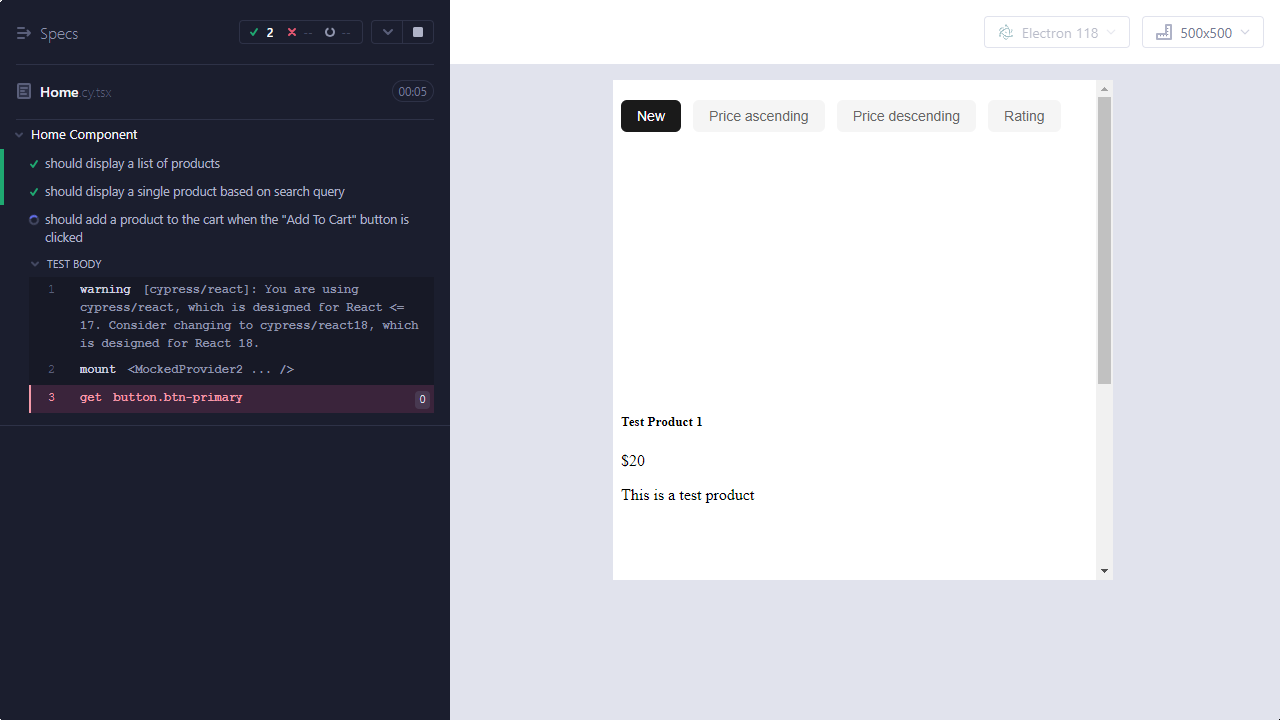 Specs
2
--
--
Electron 118
500x500
Home.cy.tsx
00:05
Home Component
should display a list of products
should display a single product based on search query
should add a product to the cart when the "Add To Cart" button is
clicked
TEST BODY
1 warning [cypress/react]: You are using
cypress/react, which is designed for React <=
17. Consider changing to cypress/react18, which
is designed for React 18.
2 mount <MockedProvider2 ... />
3 get button.btn-primary 0
New Price ascending Price descending Rating
Test Product 1
$20
This is a test product